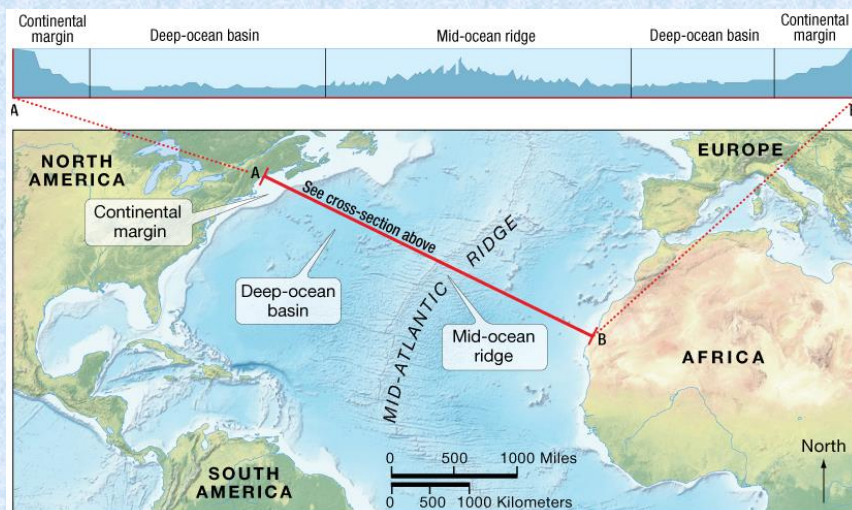 Continental
margin
Deep-ocean basin
Mid-ocean ridge
Deep-ocean basin
Continental
margin
A
NORTH
AMERICA
EUROPE
A
See cross-section above
Continental
margin
MID-ATLANTIC RIDGE
Deep-ocean
basin
Mid-ocean
ridge
B
AFRICA
SOUTH
AMERICA
0 500 1000 Miles
0 500 1000 Kilometers
North